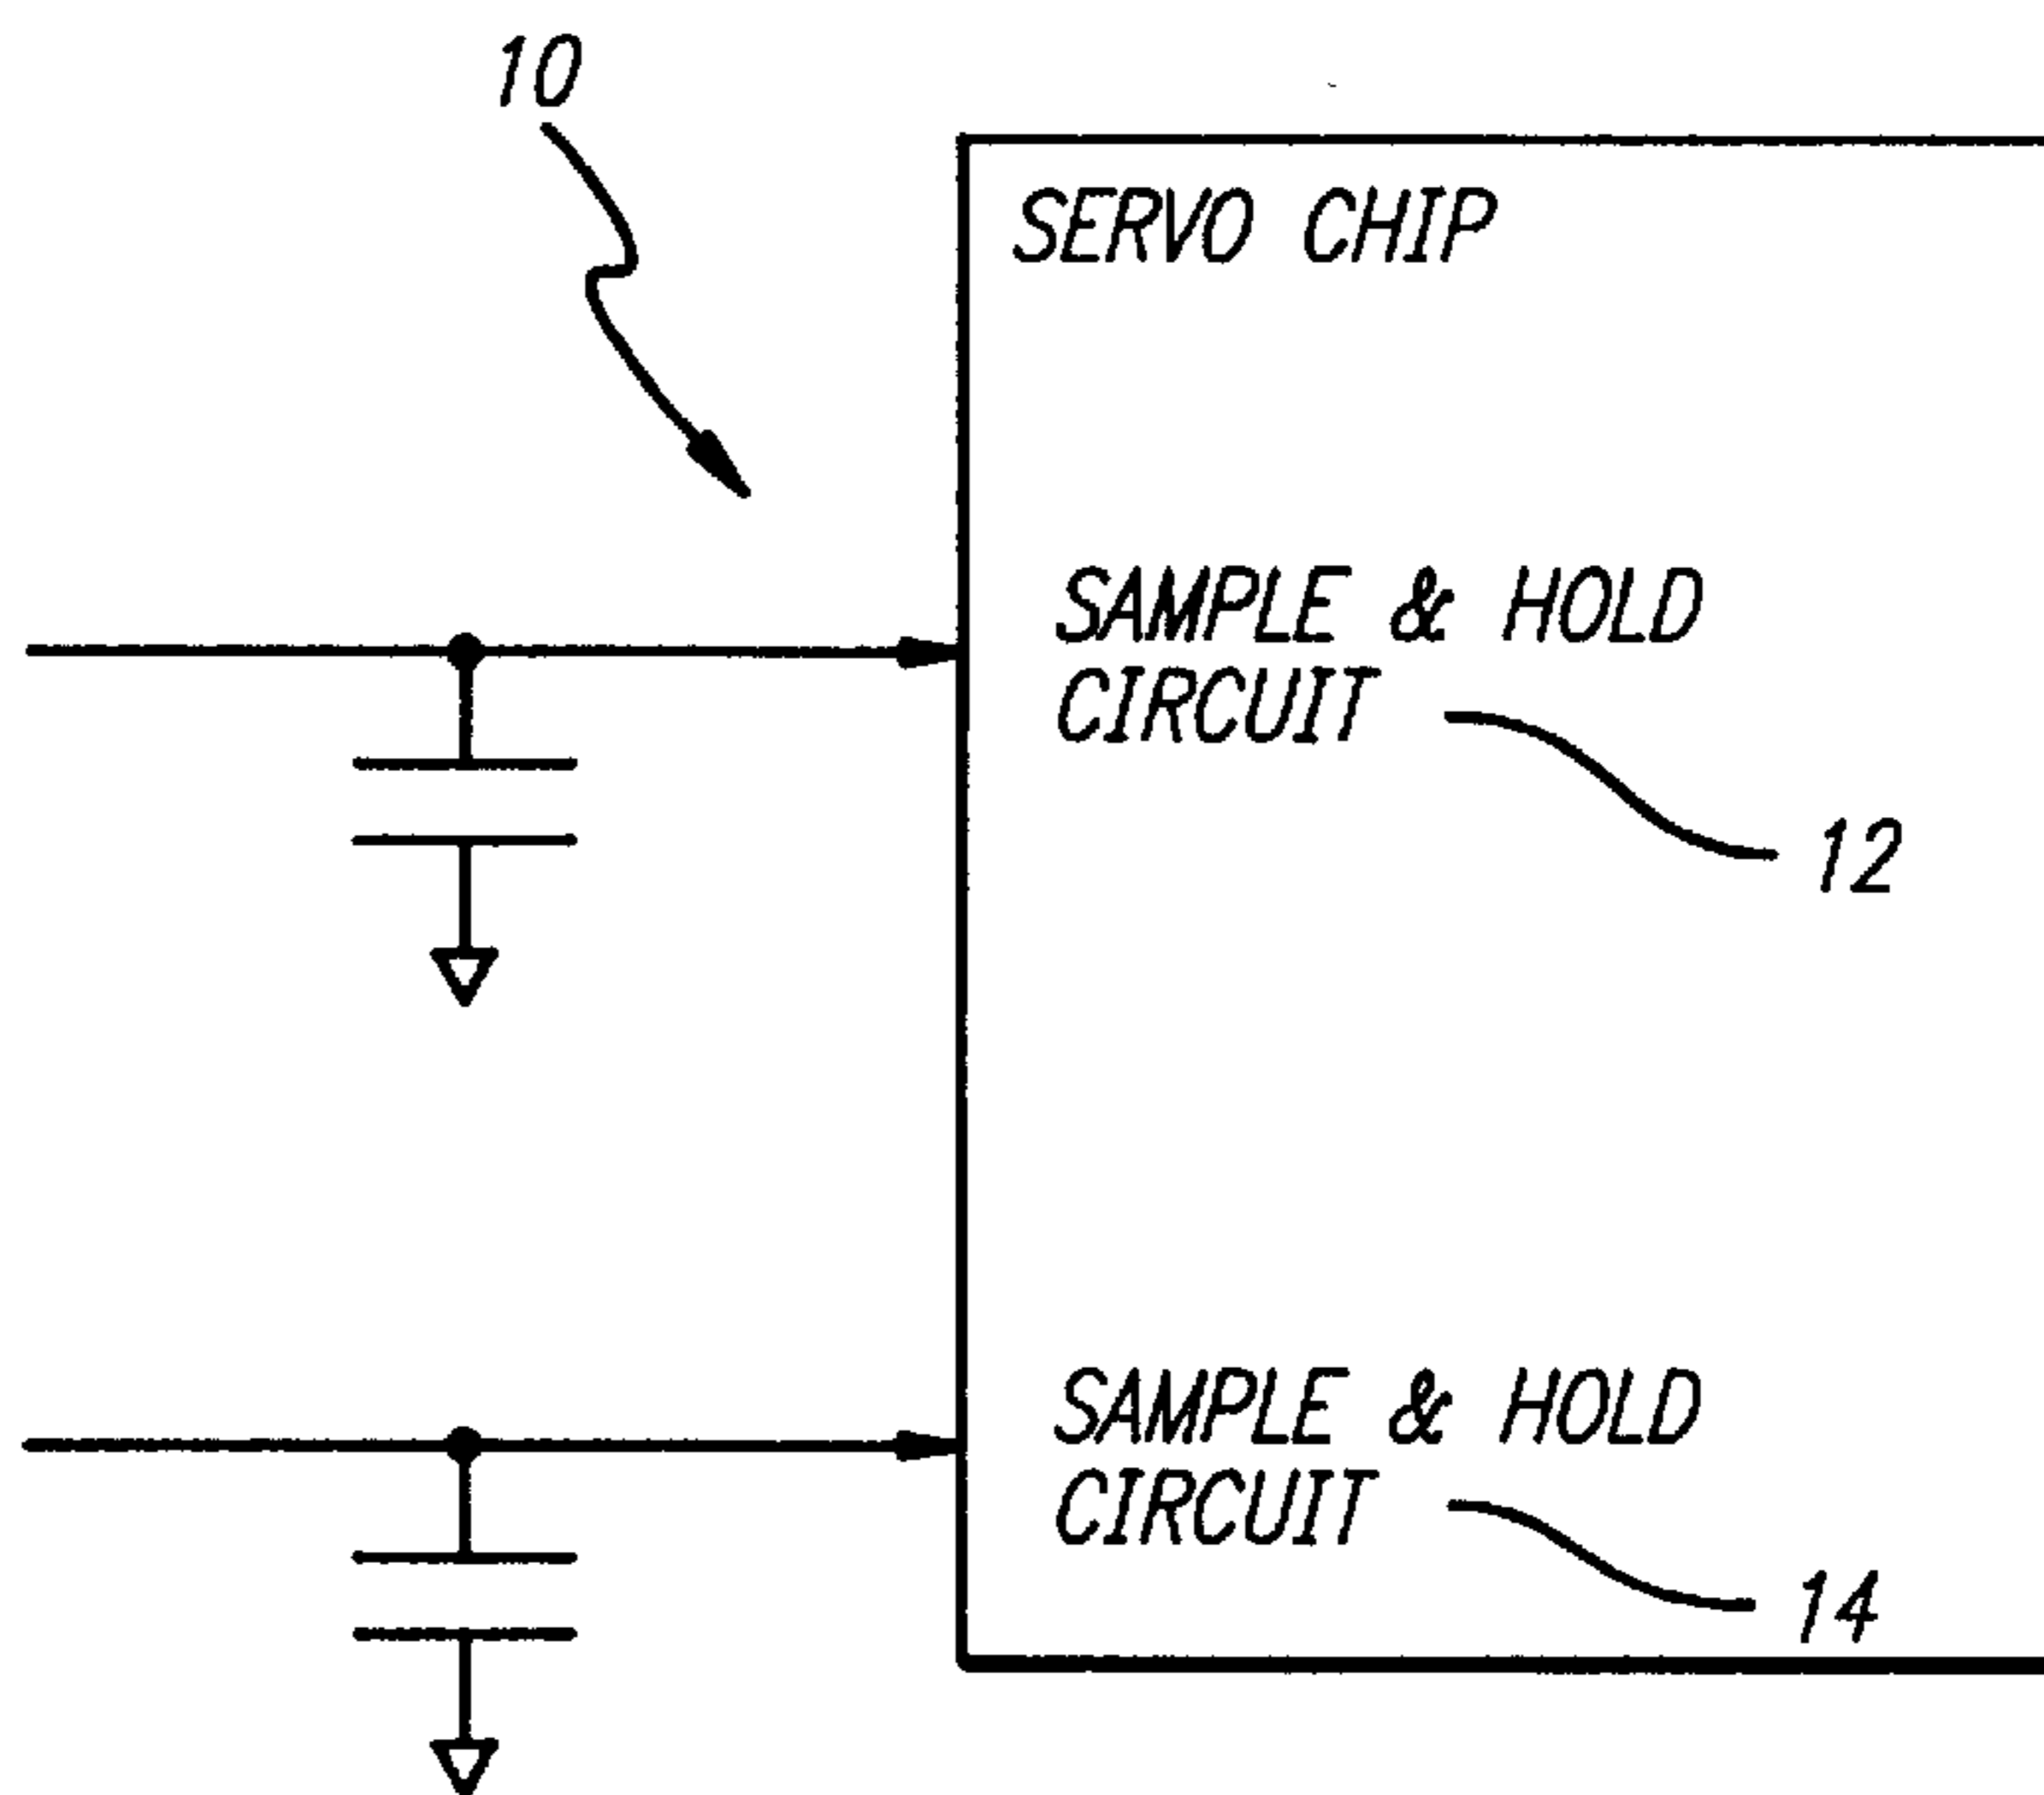 10
SERVO CHIP
SAMPLE & HOLD
CIRCUIT
12
SAMPLE & HOLD
CIRCUIT
14